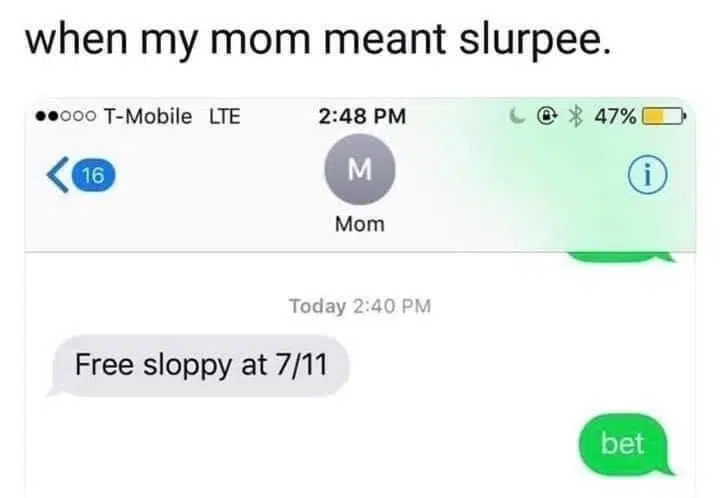 when my mom meant slurpee.
T-Mobile LTE 2:48 PM 47%
16
M
Mom
Today 2:40 PM
Free sloppy at 7/11
bet